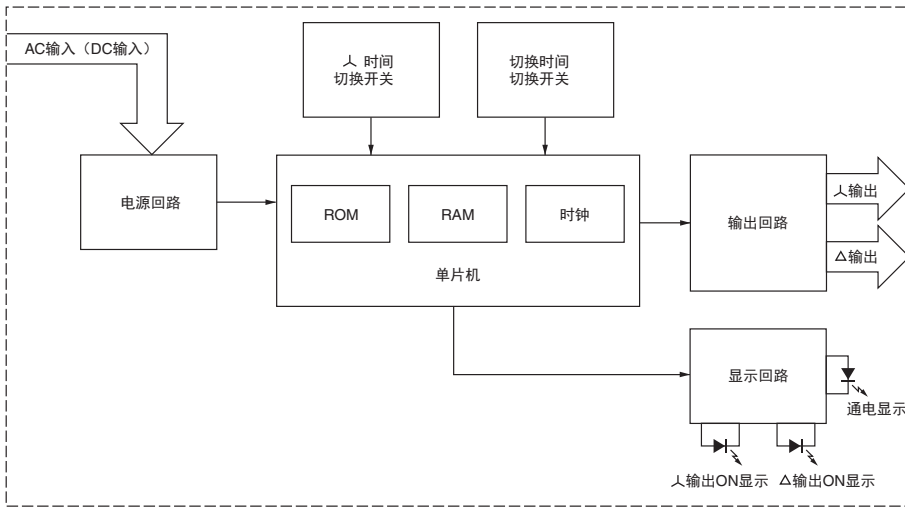 AC输入（DC输入）
人 时间
切换开关
切换时间
切换开关
电源回路
ROM
RAM
时钟
单片机
输出回路
人输出
△输出
显示回路
通电显示
人输出ON显示
△输出ON显示